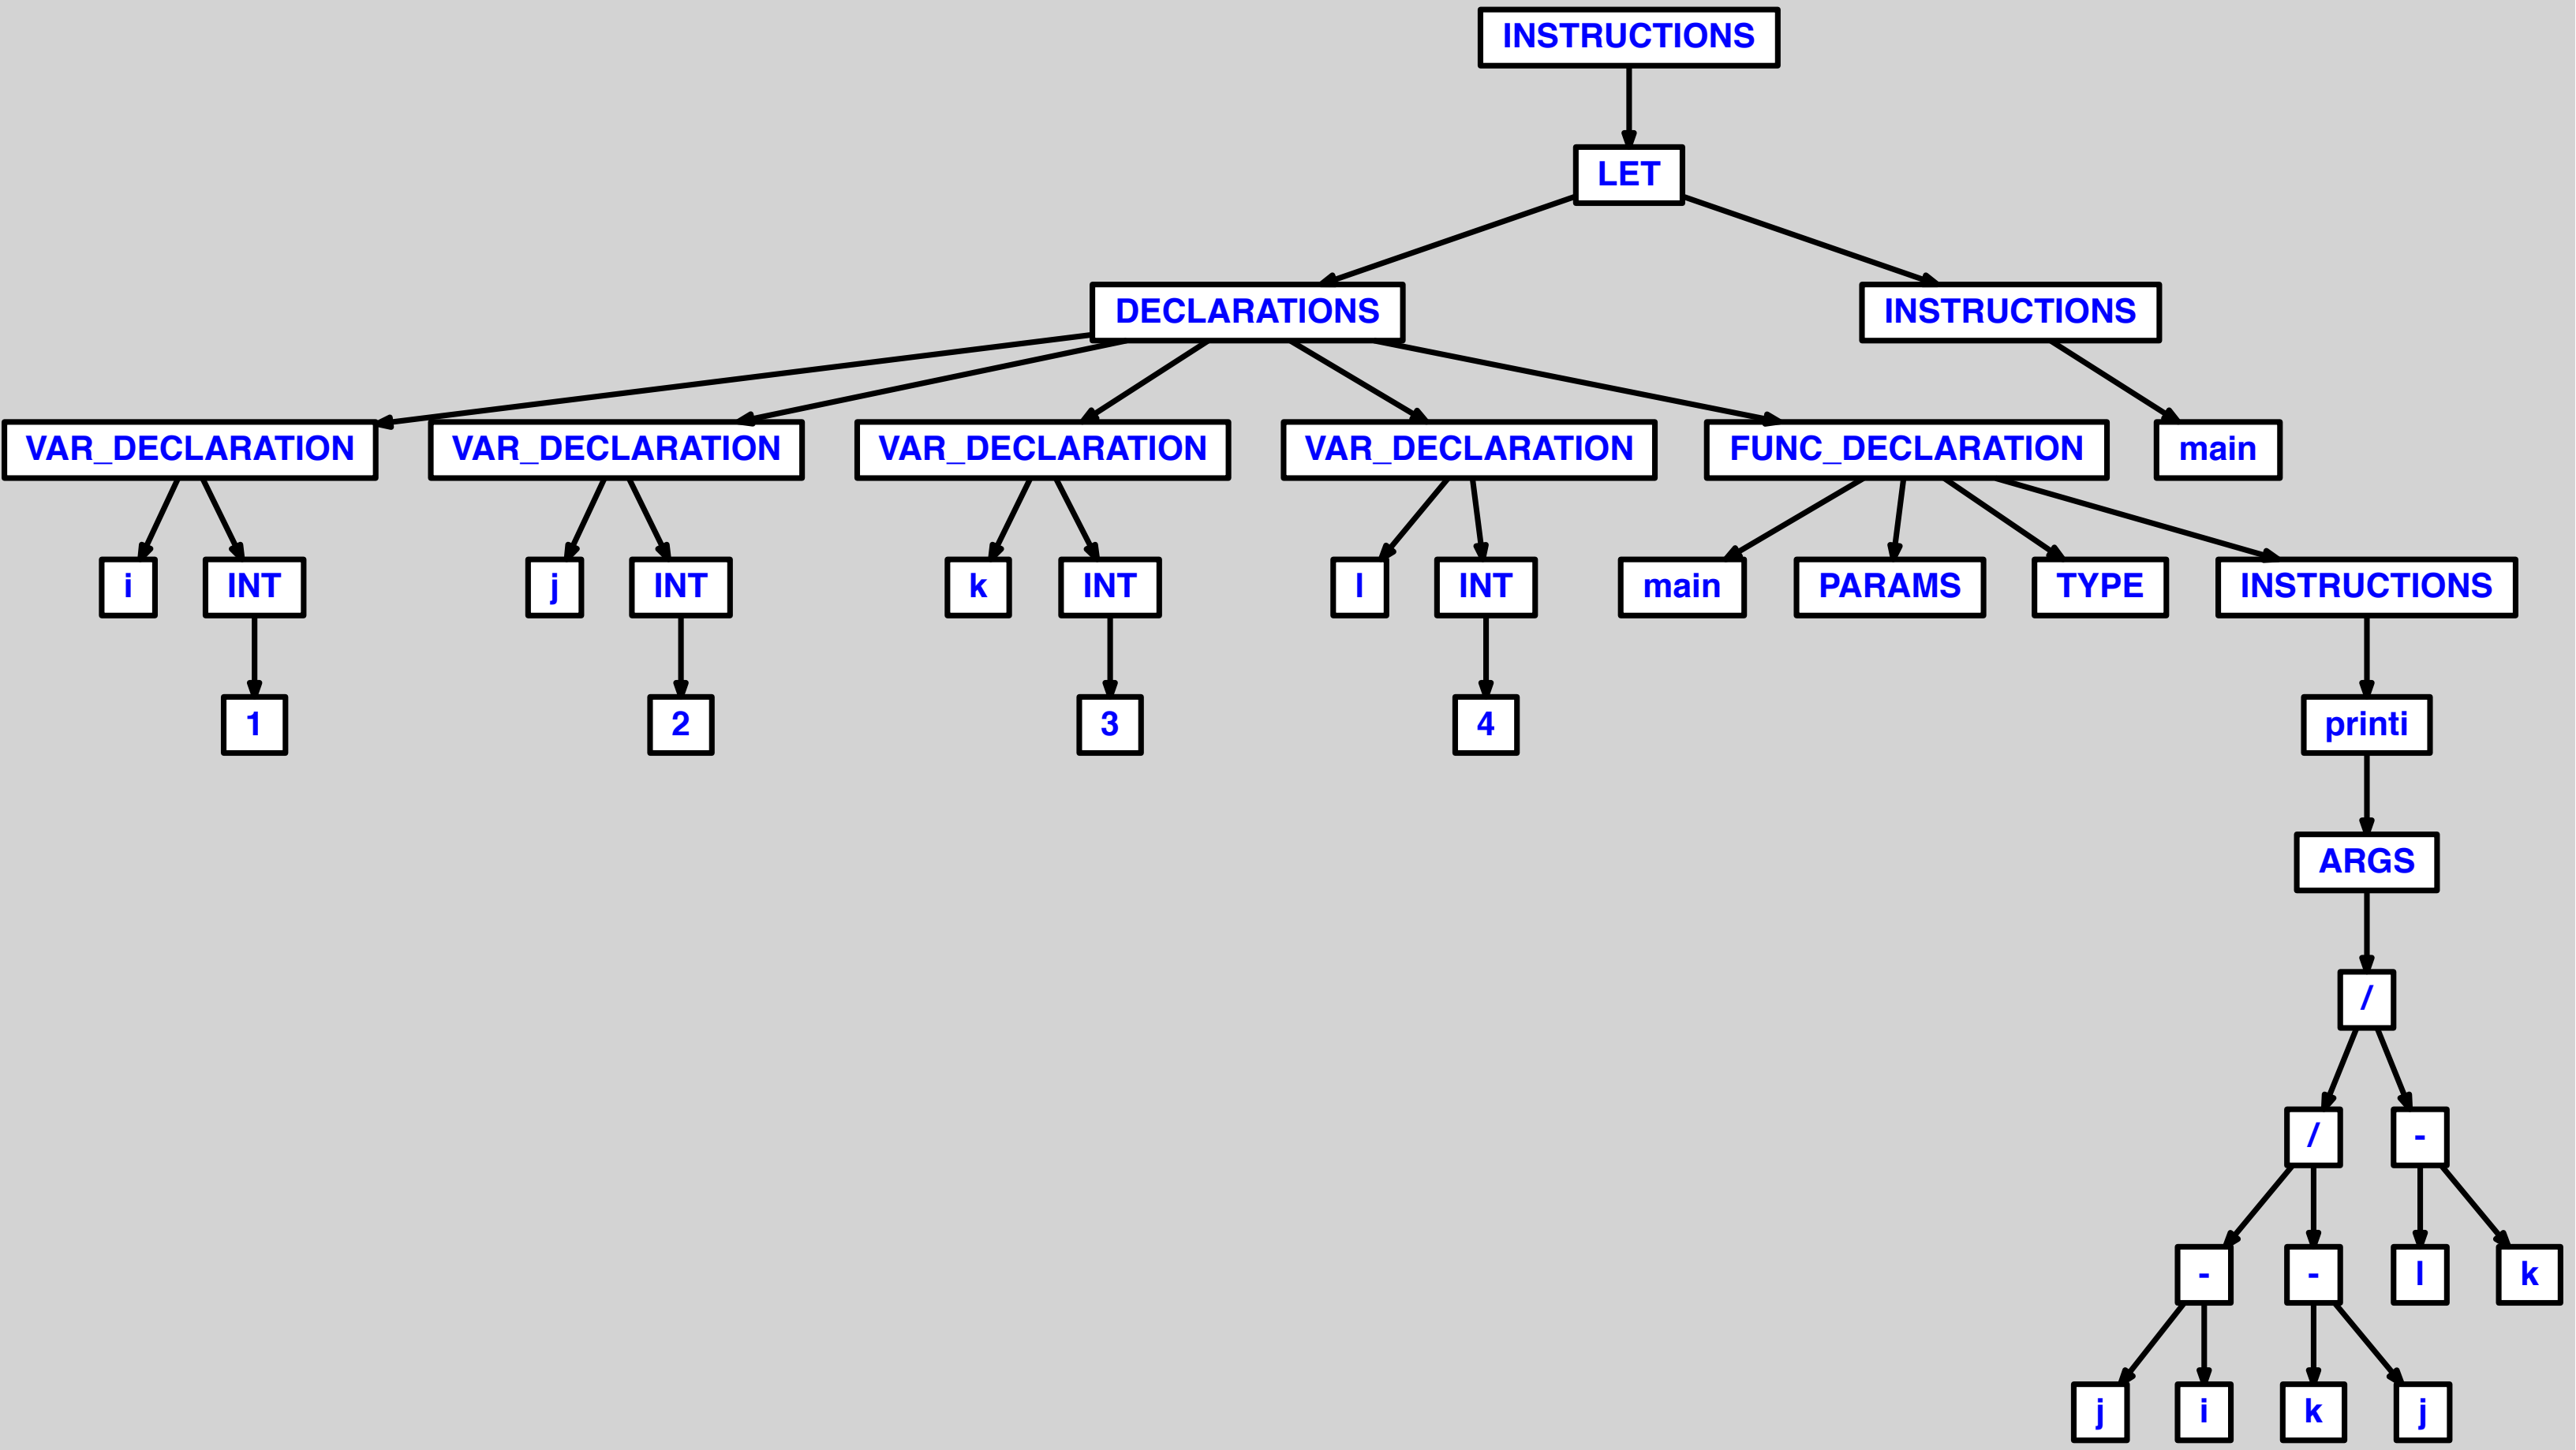 INSTRUCTIONS
LET
DECLARATIONS INSTRUCTIONS
VAR_DECLARATION VAR_DECLARATION VAR_DECLARATION VAR_DECLARATION FUNC_DECLARATION main
i INT j INT k INT l INT main PARAMS TYPE INSTRUCTIONS
1 2 3 4 printi
ARGS
/
/ -
- - l k
j i k j